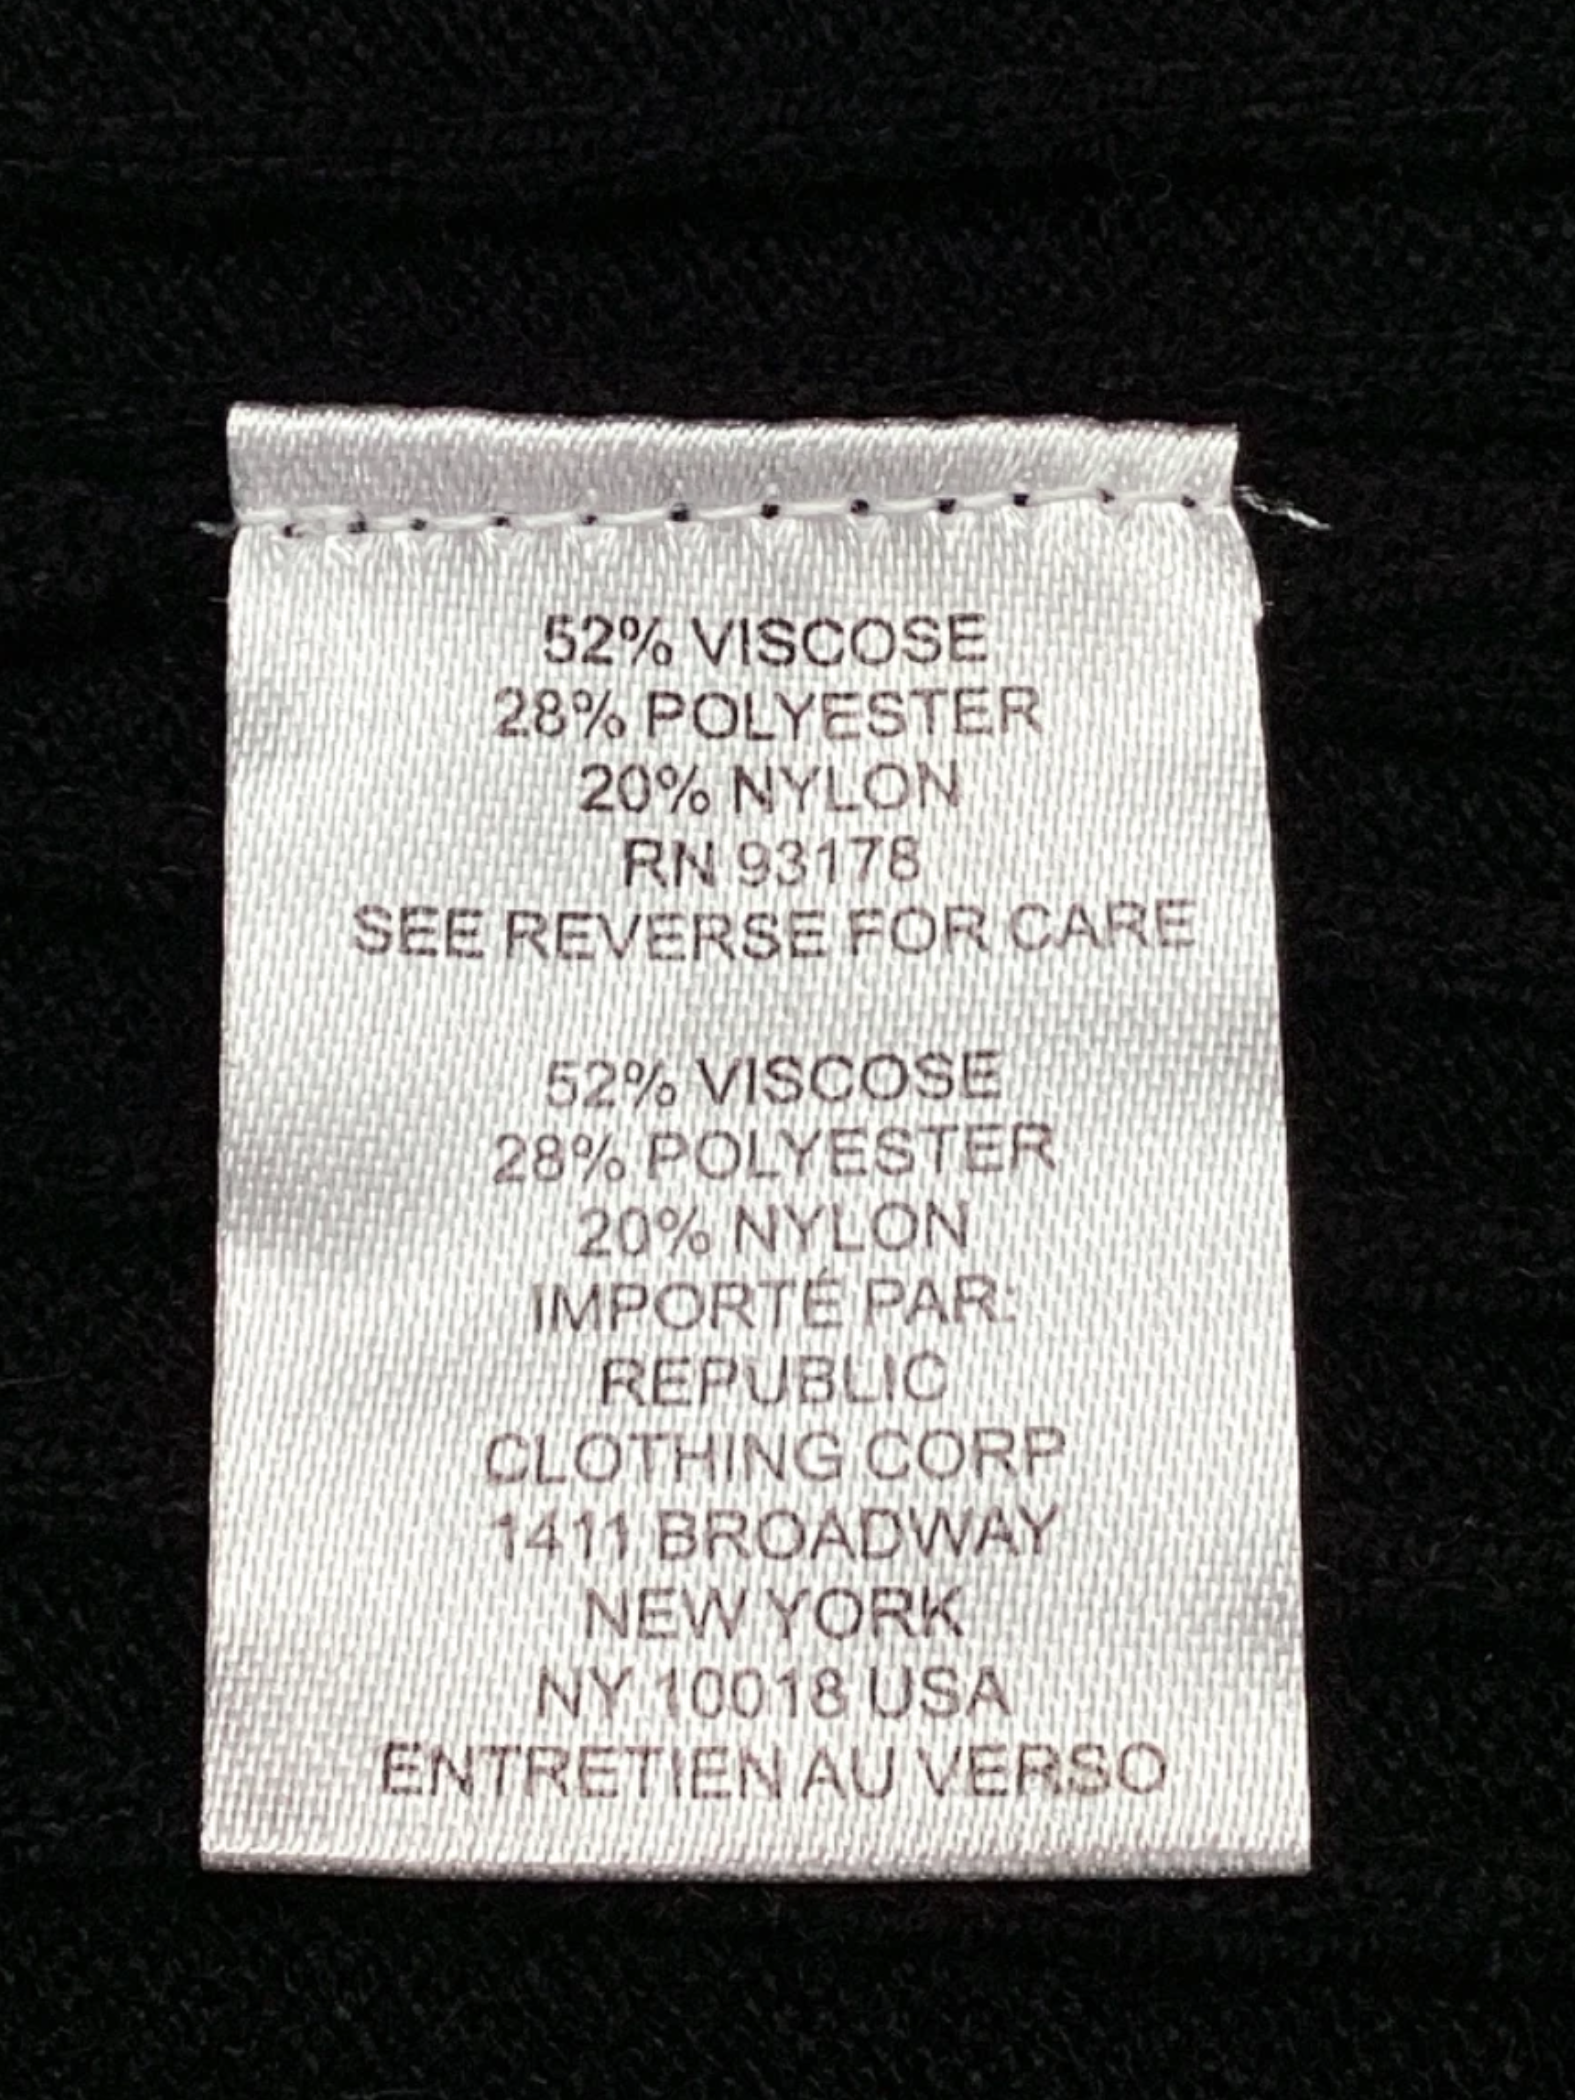 52% VISCOSE
28% POLYESTER
20% NYLON
RN 93178
SEE REVERSE FOR CARE
52% VISCOSE
28% POLYESTER
20% NYLON
IMPORTÉ PAR:
REPUBLIC
CLOTHING CORP
1411 BROADWAY
NEW YORK
NY 10018 USA
ENTRETIEN AU VERSO